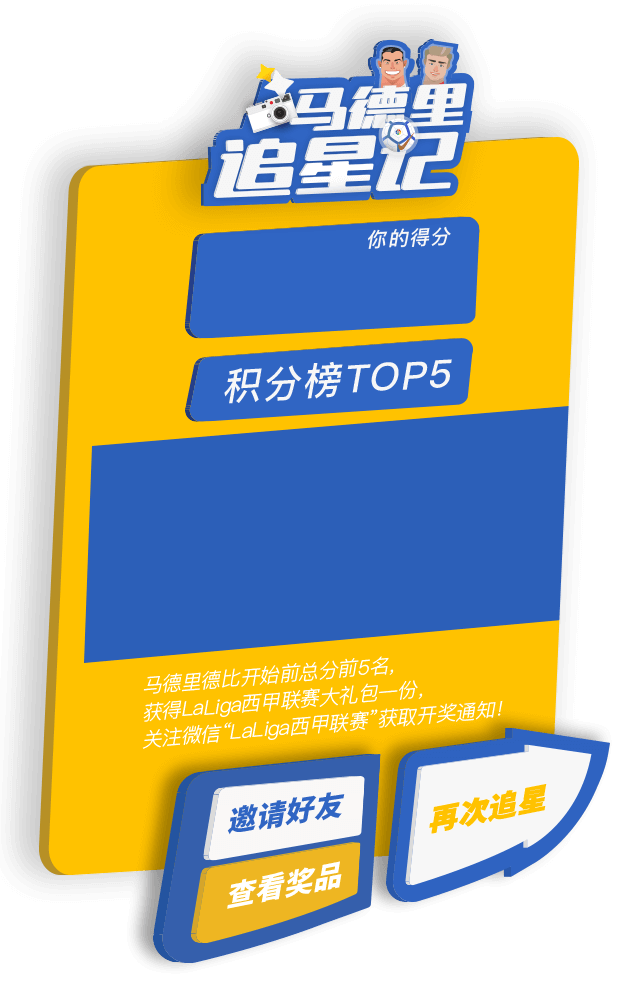 马德里
追星记
你的得分
积分榜TOP5
马德里德比开始前总分前5名，
获得LaLiga西甲联赛大礼包一份，
关注微信“LaLiga西甲联赛”获取开奖通知！
邀请好友
再次追星
查看奖品